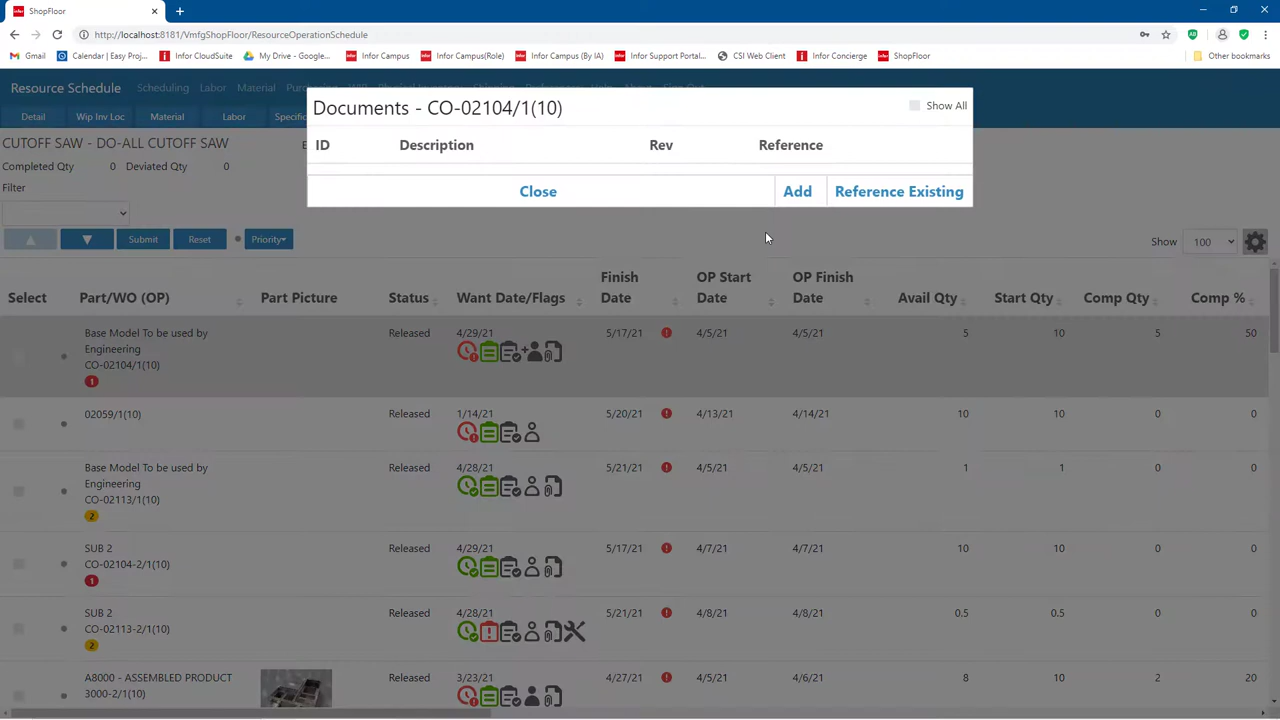 ShopFloor
http://localhost:8181/VmfgShopFloor/ResourceOperationSchedule
Gmail Calendar | Easy Proj... Infor CloudSuite My Drive - Google... Infor Campus Infor Campus(Role) Infor Campus (By IA) Infor Support Portal... CSI Web Client Infor Concierge ShopFloor Other bookmarks
Resource Schedule Scheduling Labor Material
Documents - CO-02104/1(10) Show All
Detail Wip Inv Loc Material Labor Specific
ID Description Rev Reference
CUTOFF SAW - DO-ALL CUTOFF SAW
Completed Qty 0 Deviated Qty 0
Filter
Close Add Reference Existing
Submit Reset Priority Show 100
Select Part/WO (OP) Part Picture Status Want Date/Flags Finish Date OP Start Date OP Finish Date Avail Qty Start Qty Comp Qty Comp %
Base Model To be used by Engineering Released 4/29/21 5/17/21 4/5/21 4/5/21 5 10 5 50
CO-02104/1(10)
1
02059/1(10) Released 1/14/21 5/20/21 4/13/21 4/14/21 10 10 0 0
Base Model To be used by Engineering Released 4/28/21 5/21/21 4/5/21 4/5/21 1 1 0 0
CO-02113/1(10)
2
SUB 2 Released 4/29/21 5/17/21 4/7/21 4/7/21 10 10 0 0
CO-02104-2/1(10)
1
SUB 2 Released 4/28/21 5/21/21 4/8/21 4/8/21 0.5 0.5 0 0
CO-02113-2/1(10)
2
A8000 - ASSEMBLED PRODUCT Released 3/23/21 4/27/21 4/5/21 4/6/21 8 10 2 20
3000-2/1(10)